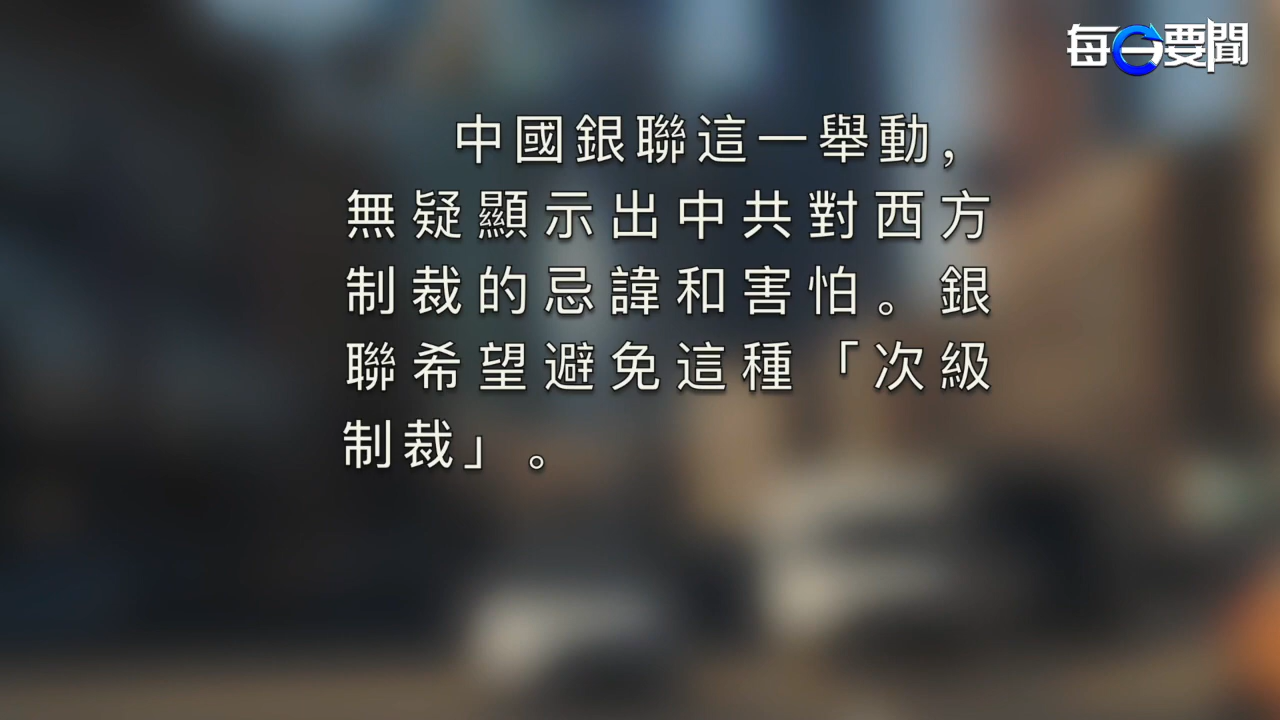 每日要聞
中國銀聯這一舉動，
無疑顯示出中共對西方
制裁的忌諱和害怕。銀
聯希望避免這種「次級
制裁」。